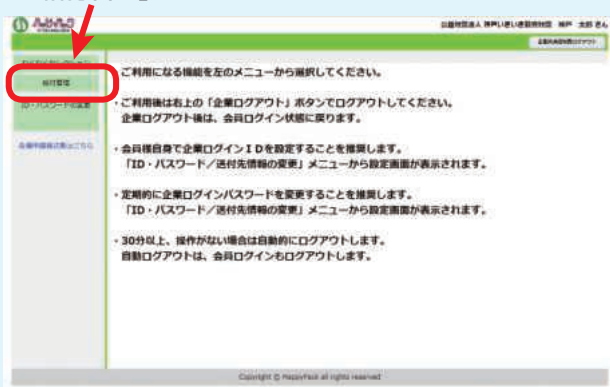 公益財団法人 神戸いきいき勤労財団 神戸 太郎 さん
給付管理
ID・パスワードの変更
ご利用になる機能を左のメニューから選択してください。
・ご利用後は右上の「企業ログアウト」ボタンでログアウトしてください。
企業ログアウト後は、会員ログイン状態に戻ります。
・会員様自身で企業ログインIDを設定することを推奨します。
「ID・パスワード／送付先情報の変更」メニューから設定画面が表示されます。
・定期的に企業ログインパスワードを変更することを推奨します。
「ID・パスワード／送付先情報の変更」メニューから設定画面が表示されます。
・30分以上、操作がない場合は自動的にログアウトします。
自動ログアウトは、会員ログインもログアウトします。
Copyright © HappyPack all rights reserved